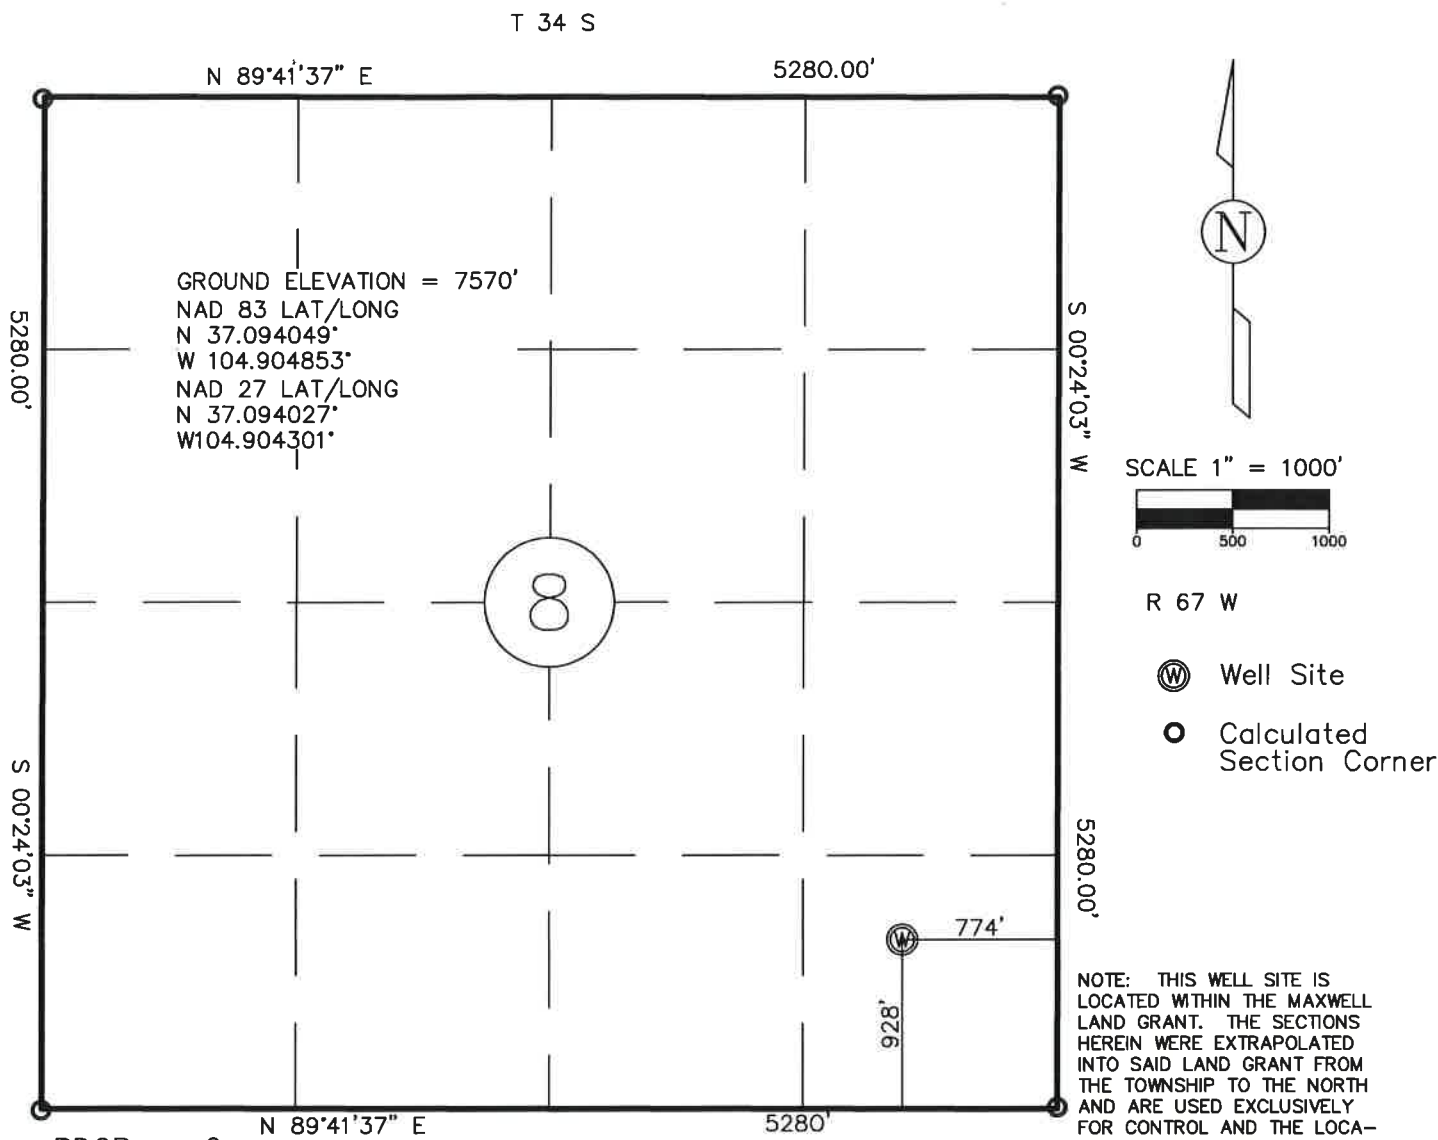 T 34 S
N 89°41'37" E
5280.00'
N
GROUND ELEVATION = 7570'
NAD 83 LAT/LONG
N 37.094049°
W 104.904853°
NAD 27 LAT/LONG
N 37.094027°
W104.904301°
5280.00'
S 00°24'03" W
SCALE 1" = 1000'
0 500 1000
8
R 67 W
W Well Site
Calculated
Section Corner
S 00°24'03" W
5280.00'
W
774'
928'
NOTE: THIS WELL SITE IS
LOCATED WITHIN THE MAXWELL
LAND GRANT. THE SECTIONS
HEREIN WERE EXTRAPOLATED
INTO SAID LAND GRANT FROM
THE TOWNSHIP TO THE NORTH
AND ARE USED EXCLUSIVELY
FOR CONTROL AND THE LOCA-
N 89°41'37" E
5280'